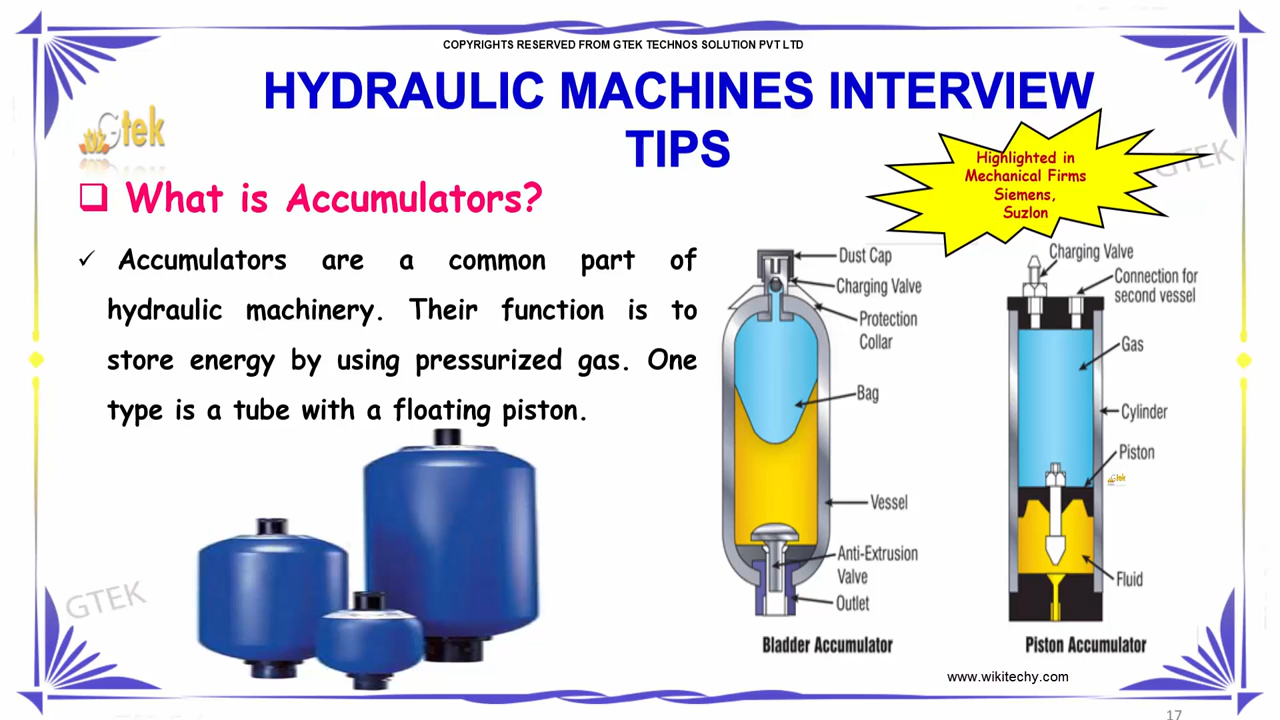 COPYRIGHTS RESERVED FROM GTEK TECHNOS SOLUTION PVT LTD
HYDRAULIC MACHINES INTERVIEW
TIPS
Gtek
Highlighted in
Mechanical Firms
Siemens,
Suzlon
GTEK
What is Accumulators?
Accumulators are a common part of
hydraulic machinery. Their function is to
store energy by using pressurized gas. One
type is a tube with a floating piston.
Dust Cap
Charging Valve
Protection
Collar
Bag
Vessel
Anti-Extrusion
Valve
Outlet
Bladder Accumulator
Charging Valve
Connection for
second vessel
Gas
Cylinder
Piston
Gtek
Fluid
Piston Accumulator
GTEK
www.wikitechy.com
17